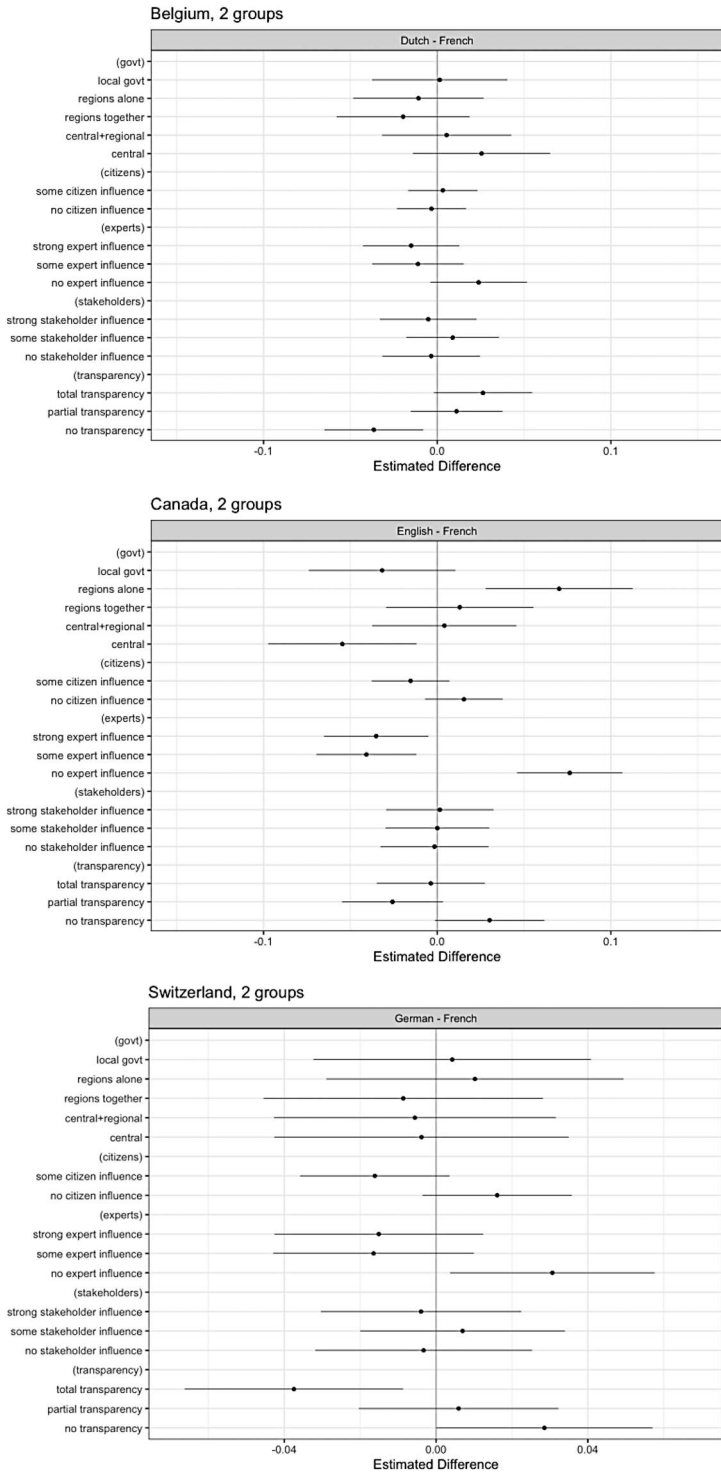 Belgium, 2 groups
Dutch - French
(govt)
local govt
regions alone
regions together
central+regional
central
(citizens)
some citizen influence
no citizen influence
(experts)
strong expert influence
some expert influence
no expert influence
(stakeholders)
strong stakeholder influence
some stakeholder influence
no stakeholder influence
(transparency)
total transparency
partial transparency
no transparency
-0.1 0.0 0.1
Estimated Difference
Canada, 2 groups
English - French
(govt)
local govt
regions alone
regions together
central+regional
central
(citizens)
some citizen influence
no citizen influence
(experts)
strong expert influence
some expert influence
no expert influence
(stakeholders)
strong stakeholder influence
some stakeholder influence
no stakeholder influence
(transparency)
total transparency
partial transparency
no transparency
-0.1 0.0 0.1
Estimated Difference
Switzerland, 2 groups
German - French
(govt)
local govt
regions alone
regions together
central+regional
central
(citizens)
some citizen influence
no citizen influence
(experts)
strong expert influence
some expert influence
no expert influence
(stakeholders)
strong stakeholder influence
some stakeholder influence
no stakeholder influence
(transparency)
total transparency
partial transparency
no transparency
-0.04 0.00 0.04
Estimated Difference